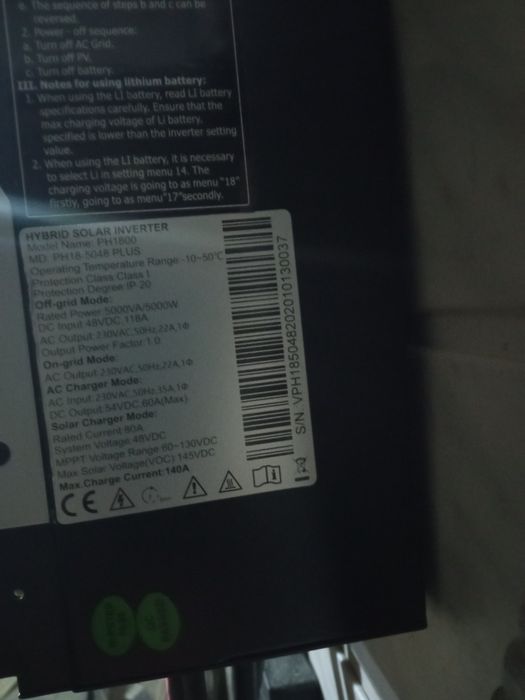 e. The sequence of steps b and c can be
reversed.
2. Power - off sequence:
a. Turn off AC Grid.
b. Turn off PV.
c. Turn off battery.
III. Notes for using lithium battery:
1. When using the LI battery, read LI battery
specifications carefully. Ensure that the
max charging voltage of Li battery,
specified is lower than the inverter setting
value.
2. When using the LI battery, it is necessary
to select Li in setting menu 14. The
charging voltage is going to as menu "18"
firstly, going to as menu"17"secondly.
HYBRID SOLAR INVERTER
Model Name: PH1800
MD: PH18-5048 PLUS
Operating Temperature Range -10~50℃
Protection Class:Class I
Protection Degree IP 20
Off-grid Mode:
Rated Power 5000VA/5000W
DC Input 48VDC,118A
AC Output:230VAC,50Hz,22A,1Φ
Output Power Factor:1.0
On-grid Mode:
AC Output:230VAC,50Hz,22A,1Φ
AC Charger Mode:
AC Input:230VAC,50Hz,35A,1Φ
DC Output:54VDC,60A(Max)
Solar Charger Mode:
Rated Current 80A
System Voltage 48VDC
MPPT Voltage Range 60~130VDC
Max.Solar Voltage(VOC) 145VDC
Max.Charge Current:140A
CE
S/N VPH185048202010130037